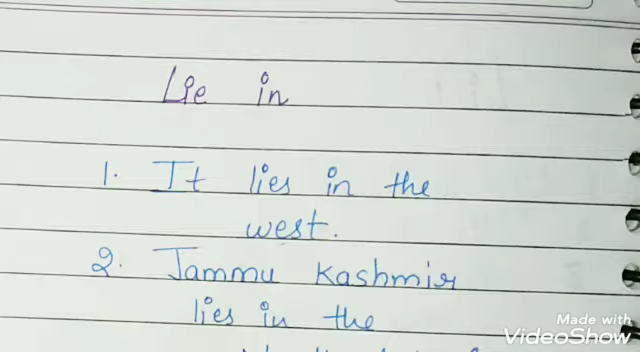 Lie in
1. It lies in the
west.
2. Jammu Kashmir
lies in the
Made with
VideoShow